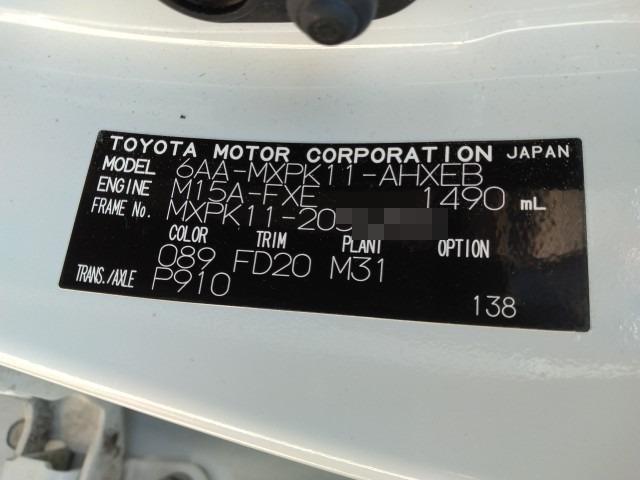 TOYOTA MOTOR CORPORATION JAPAN
MODEL 6AA-MXPK11-AHXEB
ENGINE M15A-FXE 1490 mL
FRAME No. MXPK11-205
COLOR TRIM PLANT OPTION
089 FD20 M31
TRANS./AXLE P910
138